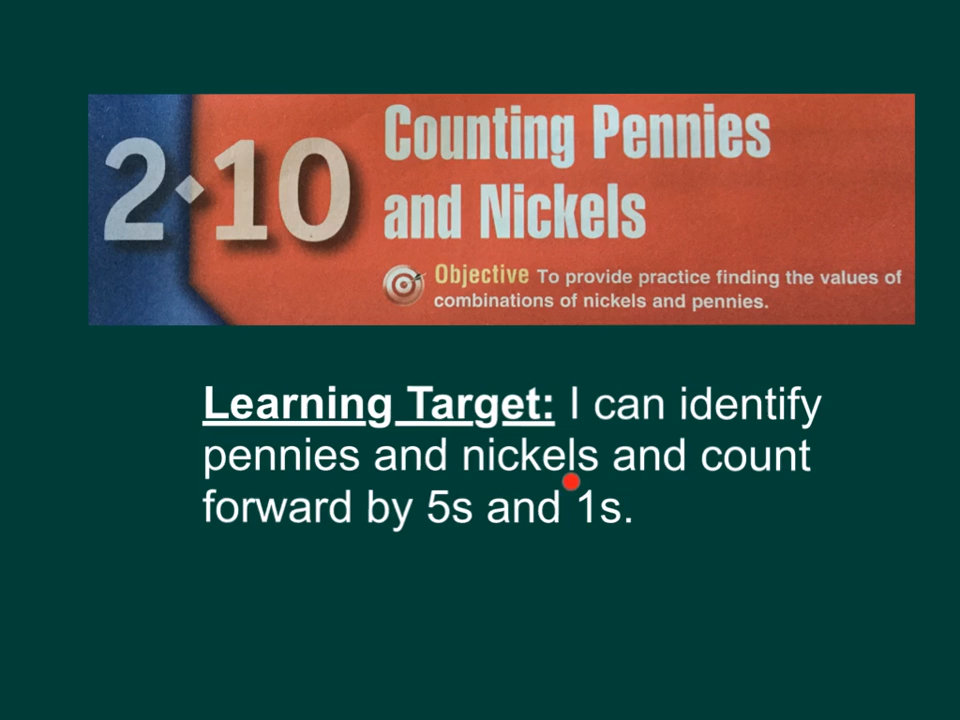 2·10
Counting Pennies
and Nickels
Objective To provide practice finding the values of
combinations of nickels and pennies.
Learning Target: I can identify
pennies and nickels and count
forward by 5s and 1s.